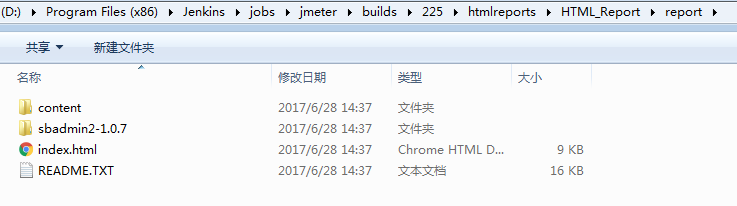 (D:) ▸ Program Files (x86) ▸ Jenkins ▸ jobs ▸ jmeter ▸ builds ▸ 225 ▸ htmlreports ▸ HTML_Report ▸ report ▸
共享 ▼ 新建文件夹
名称 修改日期 类型 大小
content 2017/6/28 14:37 文件夹
sbadmin2-1.0.7 2017/6/28 14:37 文件夹
index.html 2017/6/28 14:37 Chrome HTML D... 9 KB
README.TXT 2017/6/28 14:37 文本文档 16 KB